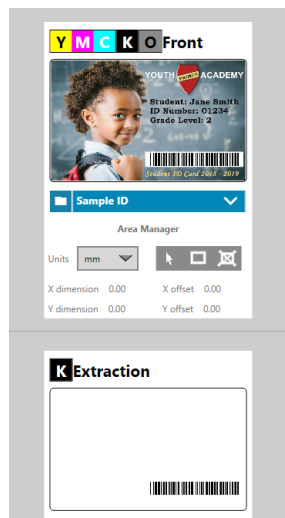 Y M C K O Front
YOUTH ACADEMY
Student: Jane Smith
ID Number: 01234
Grade Level: 2
Student ID Card 2018 - 2019
Sample ID
Area Manager
Units mm
X dimension 0.00 X offset 0.00
Y dimension 0.00 Y offset 0.00
K Extraction